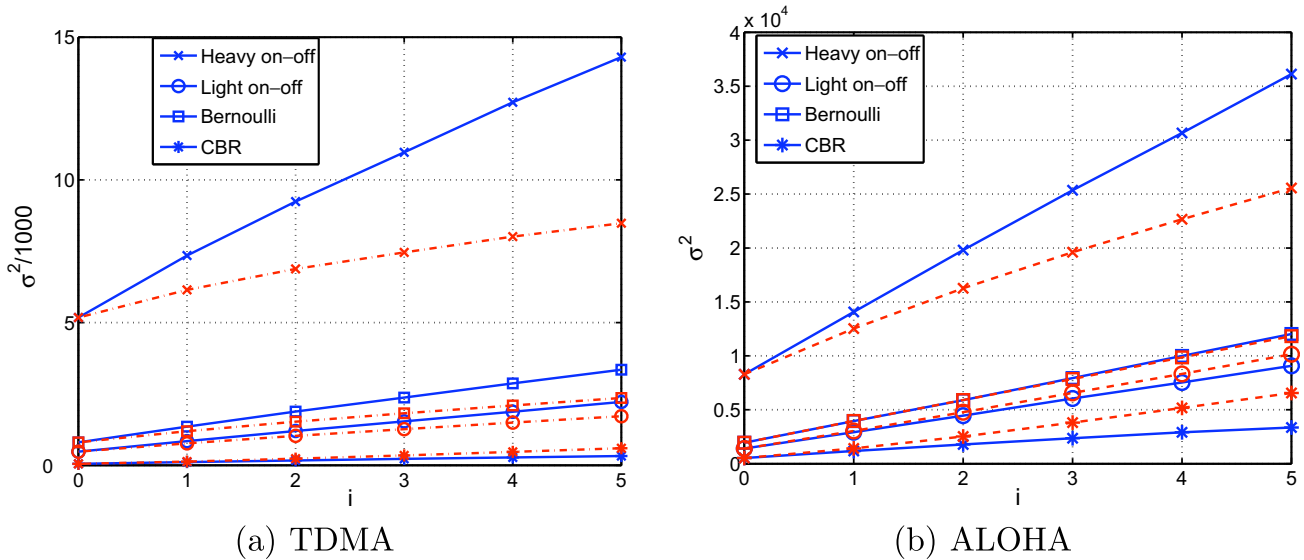 15
10
5
0
σ²/1000
Heavy on–off
Light on–off
Bernoulli
CBR
0 1 2 3 4 5
i
(a) TDMA
x 10⁴
4
3.5
3
2.5
2
1.5
1
0.5
0
σ²
Heavy on–off
Light on–off
Bernoulli
CBR
0 1 2 3 4 5
i
(b) ALOHA